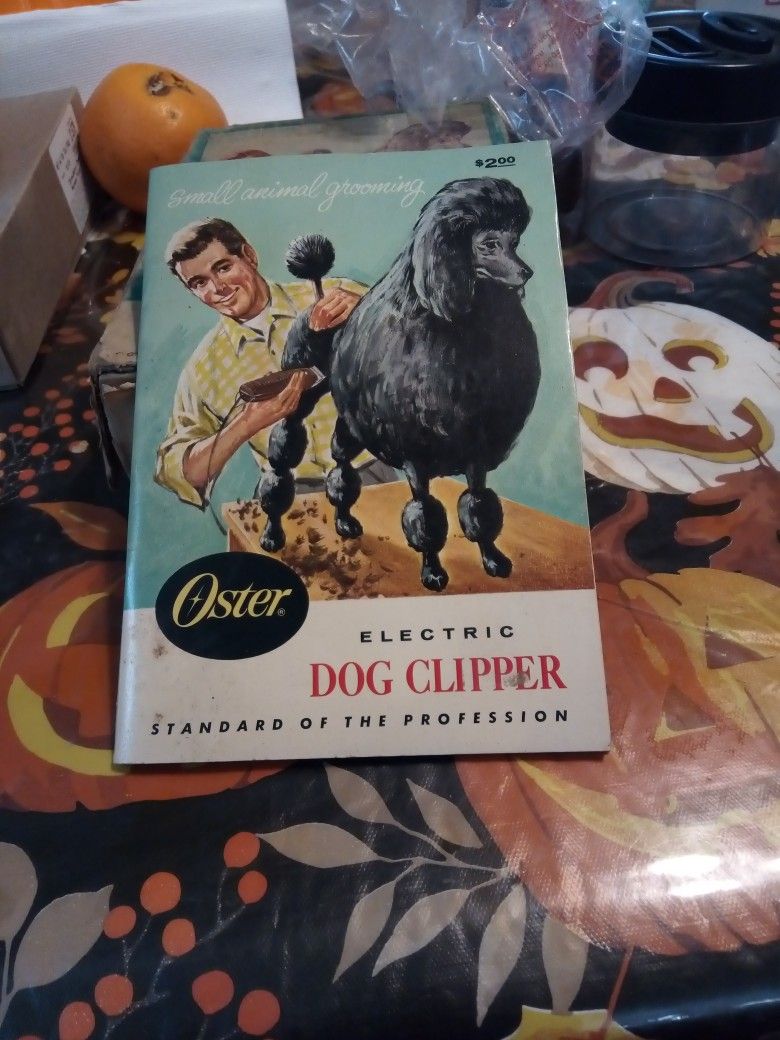 $2.00
Small animal grooming
Oster®
ELECTRIC
DOG CLIPPER
STANDARD OF THE PROFESSION